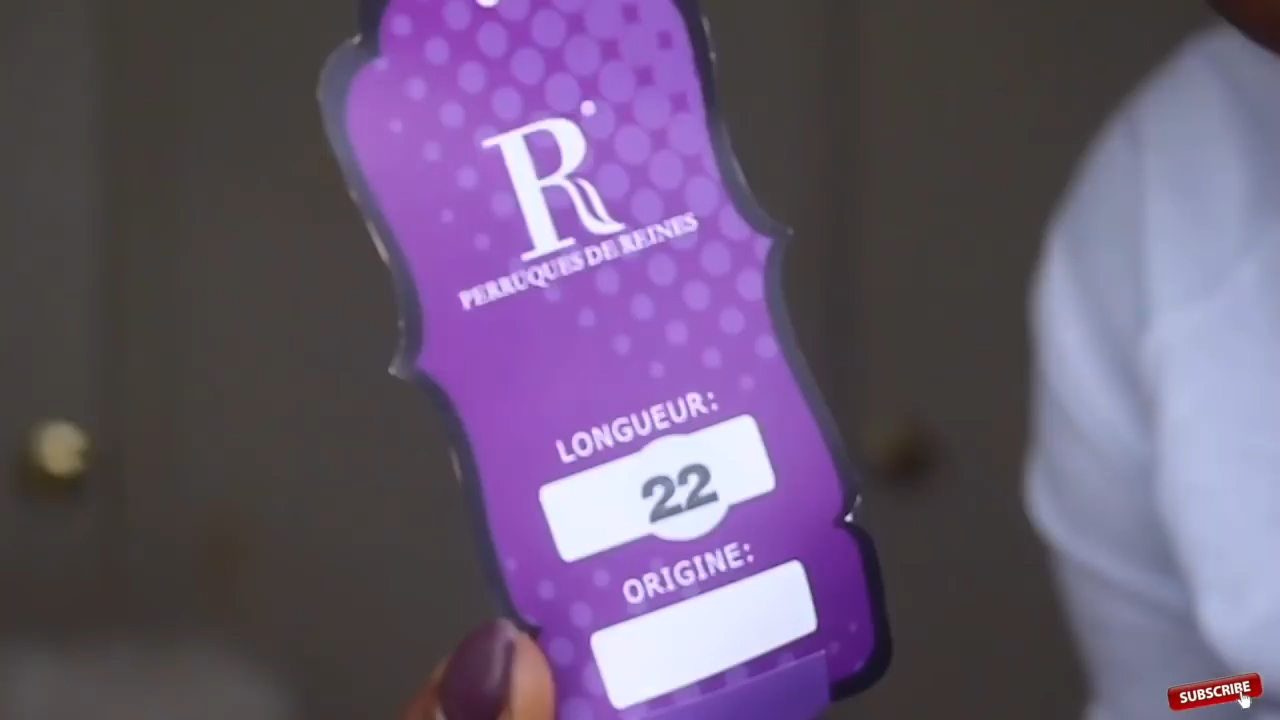 R
PERRUQUES DE REINES
LONGUEUR:
22
ORIGINE:
SUBSCRIBE